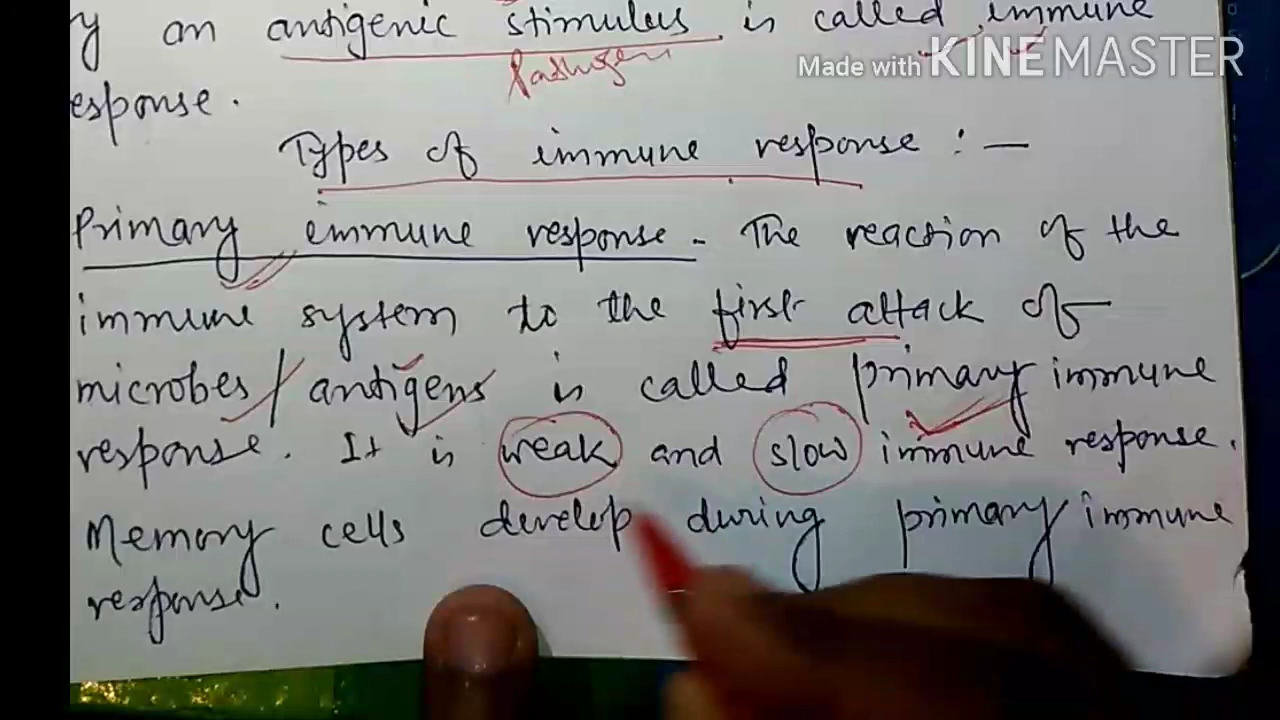 y an antigenic stimulus is called immune
Made with KINEMASTER
Pathogen
esponse.
Types of immune response : —
Primary immune response - The reaction of the
immune system to the first attack of
microbes / antigens is called primary immune
response. It is weak and slow immune response.
Memory cells develop during primary immune
response.